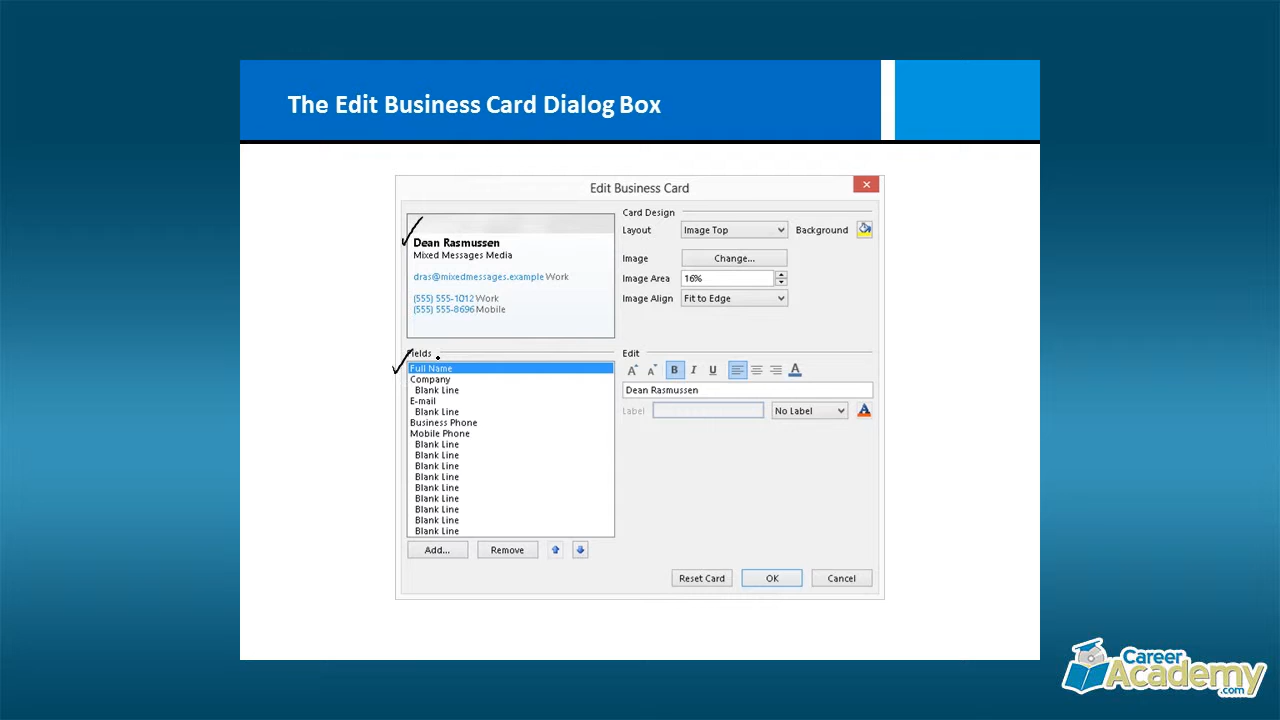 The Edit Business Card Dialog Box
Edit Business Card
Dean Rasmussen
Mixed Messages Media
dras@mixedmessages.example Work
(555) 555-1012 Work
(555) 555-8696 Mobile
Card Design
Layout Image Top Background
Image Change...
Image Area 16%
Image Align Fit to Edge
Fields
Full Name
Company
Blank Line
E-mail
Blank Line
Business Phone
Mobile Phone
Blank Line
Blank Line
Blank Line
Blank Line
Blank Line
Blank Line
Blank Line
Blank Line
Blank Line
Add... Remove
Edit
A A B I U A
Dean Rasmussen
Label No Label A
Reset Card OK Cancel
Career
Academy
.com